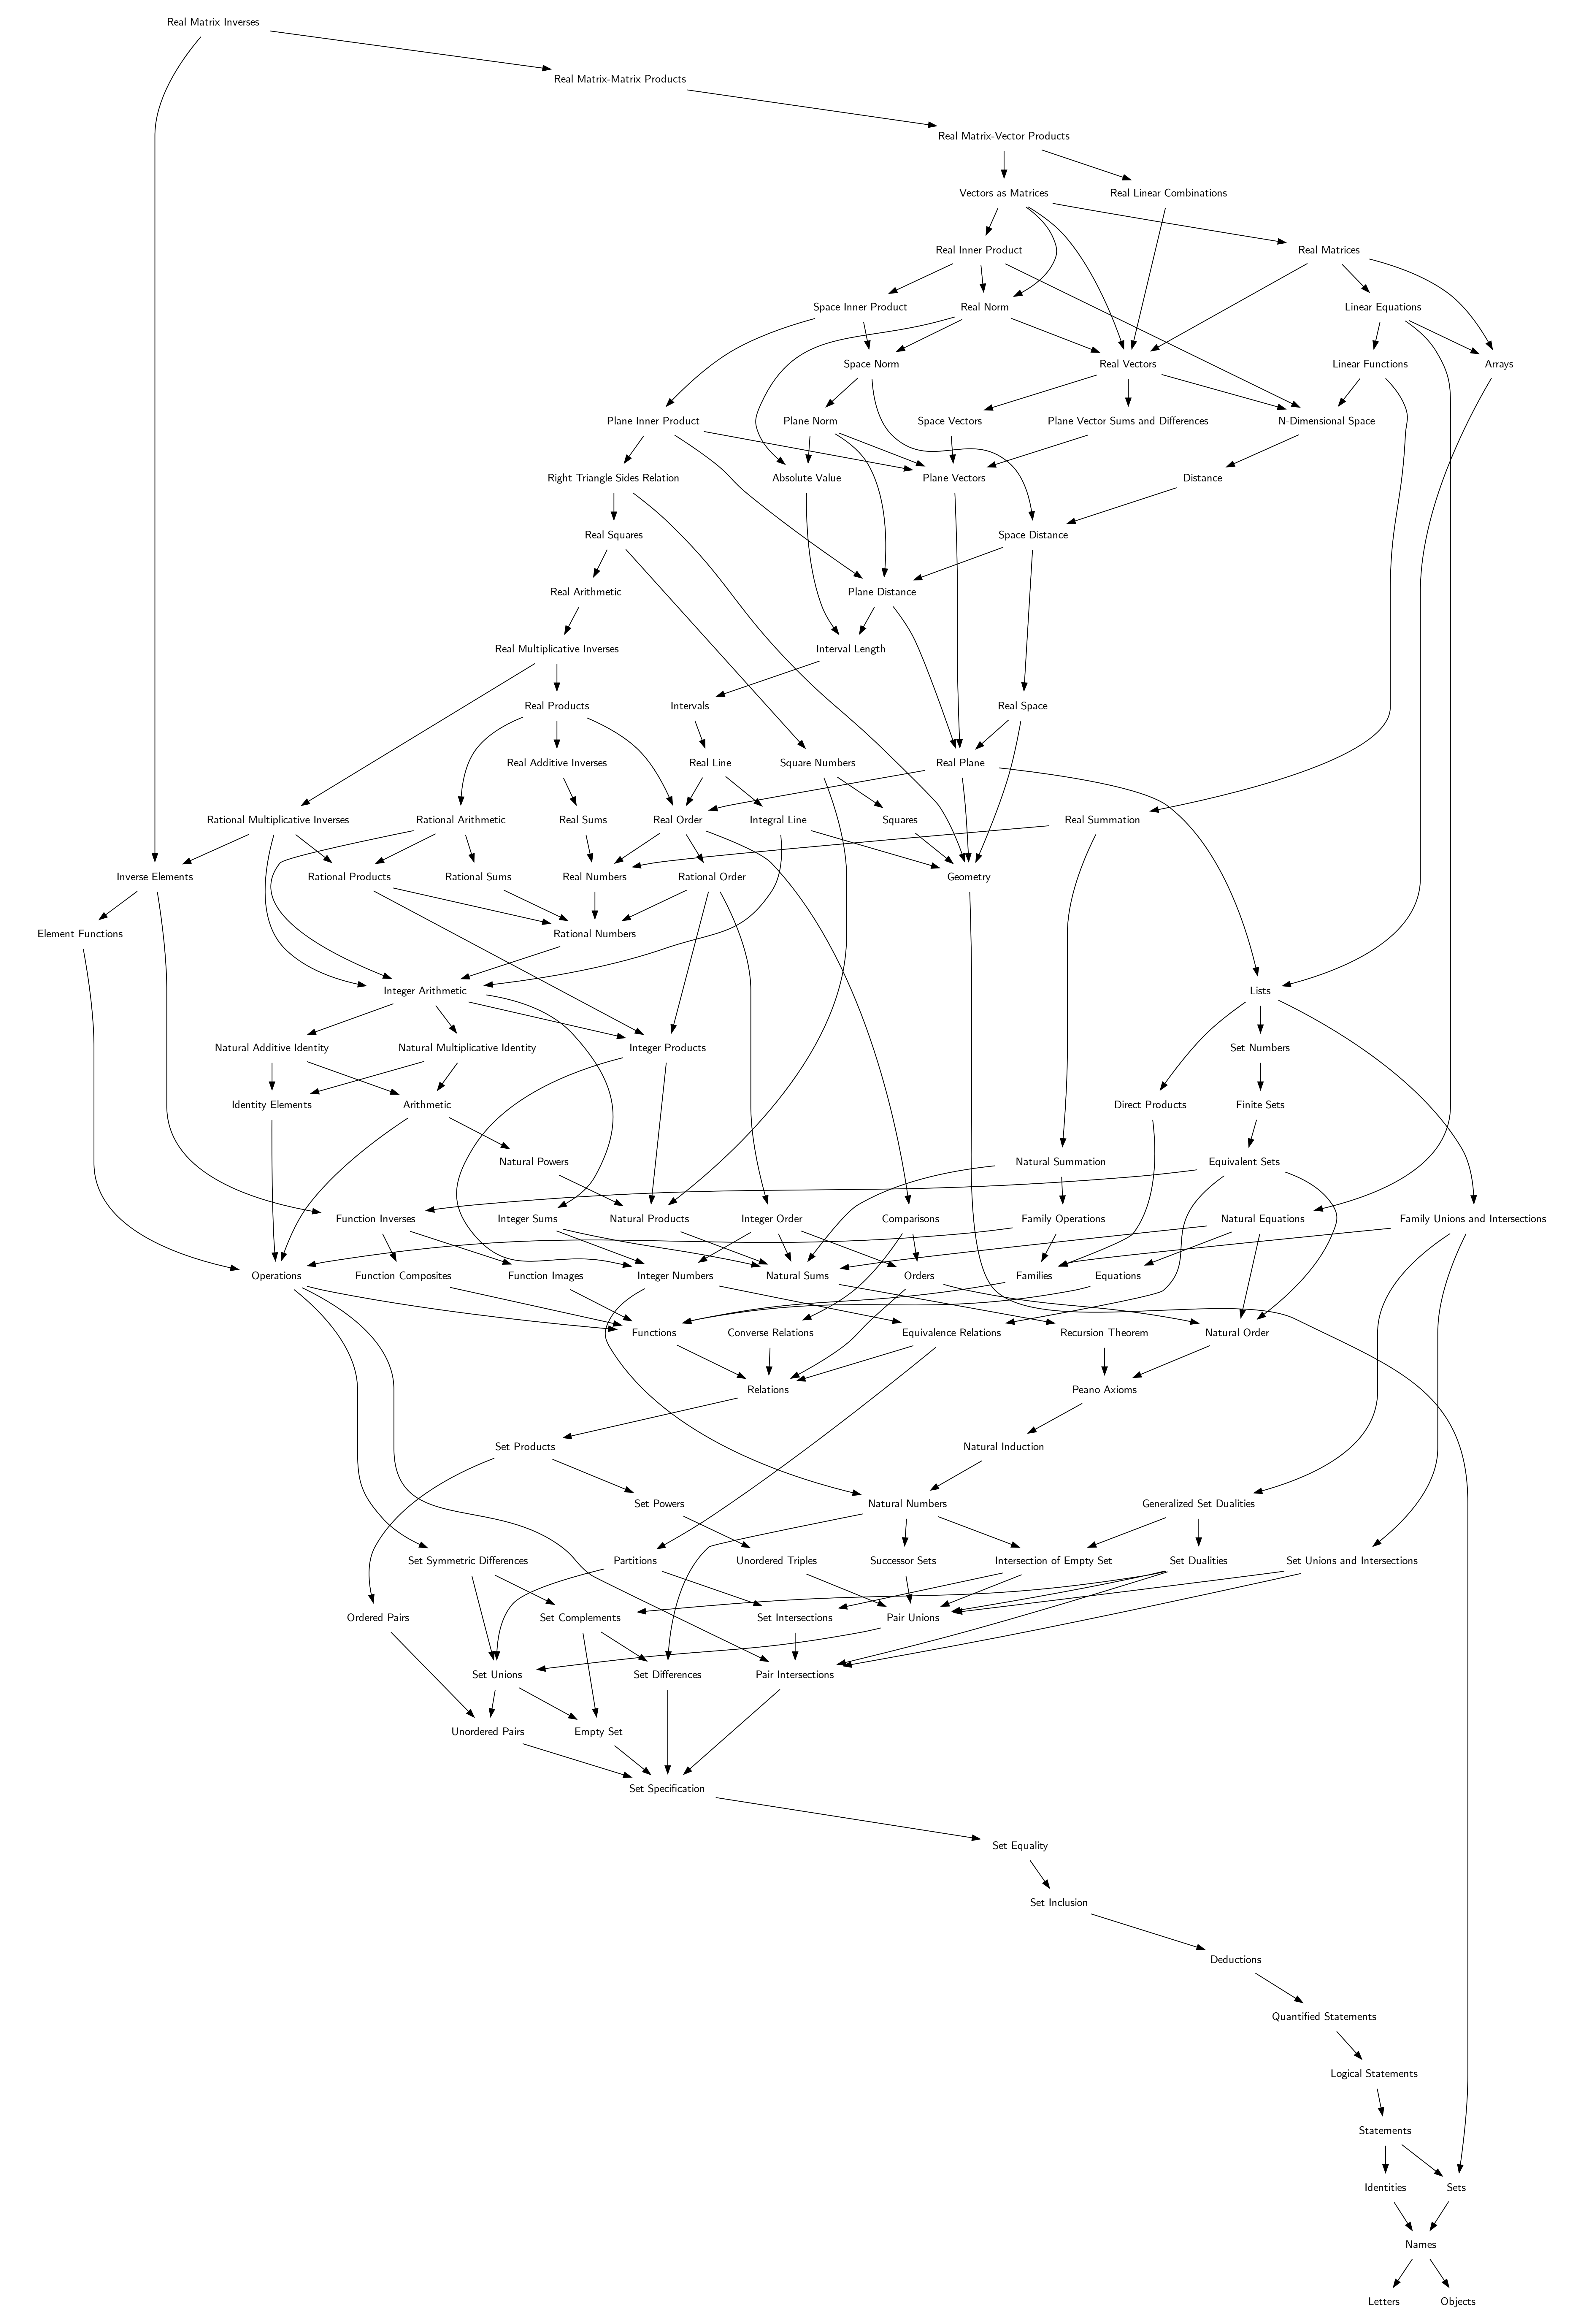 Real Matrix Inverses
Real Matrix-Matrix Products
Real Matrix-Vector Products
Vectors as Matrices
Real Linear Combinations
Real Inner Product
Real Matrices
Space Inner Product
Real Norm
Linear Equations
Space Norm
Real Vectors
Linear Functions
Arrays
Plane Inner Product
Plane Norm
Space Vectors
Plane Vector Sums and Differences
N-Dimensional Space
Right Triangle Sides Relation
Absolute Value
Plane Vectors
Distance
Real Squares
Space Distance
Real Arithmetic
Plane Distance
Real Multiplicative Inverses
Interval Length
Real Products
Intervals
Real Space
Real Additive Inverses
Real Line
Square Numbers
Real Plane
Rational Multiplicative Inverses
Rational Arithmetic
Real Sums
Real Order
Integral Line
Squares
Real Summation
Inverse Elements
Rational Products
Rational Sums
Real Numbers
Rational Order
Geometry
Element Functions
Rational Numbers
Integer Arithmetic
Lists
Natural Additive Identity
Natural Multiplicative Identity
Integer Products
Set Numbers
Identity Elements
Arithmetic
Direct Products
Finite Sets
Natural Powers
Natural Summation
Equivalent Sets
Function Inverses
Integer Sums
Natural Products
Integer Order
Comparisons
Family Operations
Natural Equations
Family Unions and Intersections
Operations
Function Composites
Function Images
Integer Numbers
Natural Sums
Orders
Families
Equations
Functions
Converse Relations
Equivalence Relations
Recursion Theorem
Natural Order
Relations
Peano Axioms
Set Products
Natural Induction
Set Powers
Natural Numbers
Generalized Set Dualities
Set Symmetric Differences
Partitions
Unordered Triples
Successor Sets
Intersection of Empty Set
Set Dualities
Set Unions and Intersections
Ordered Pairs
Set Complements
Set Intersections
Pair Unions
Set Unions
Set Differences
Pair Intersections
Unordered Pairs
Empty Set
Set Specification
Set Equality
Set Inclusion
Deductions
Quantified Statements
Logical Statements
Statements
Identities
Sets
Names
Letters
Objects